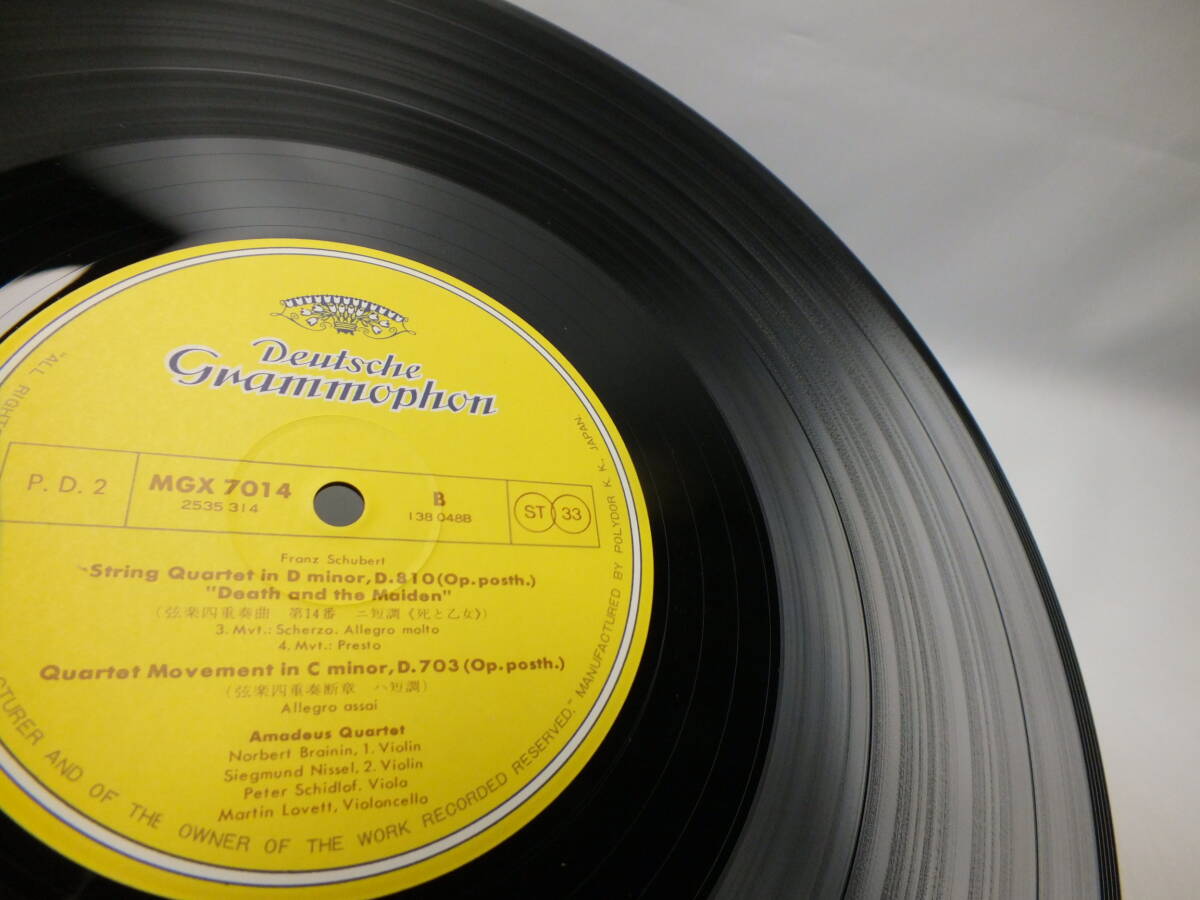 Deutsche
Grammophon
P. D. 2
MGX 7014
2535 314
B
138 048B
ST 33
Franz Schubert
String Quartet in D minor, D.810 (Op. posth.)
"Death and the Maiden"
(弦楽四重奏曲 第14番 ニ短調《死と乙女》)
3. Mvt.: Scherzo. Allegro molto
4. Mvt.: Presto
Quartet Movement in C minor, D.703 (Op. posth.)
(弦楽四重奏断章 ハ短調)
Allegro assai
Amadeus Quartet
Norbert Brainin, 1. Violin
Siegmund Nissel, 2. Violin
Peter Schidlof, Viola
Martin Lovett, Violoncello
"ALL RIGHTS
CTURER AND OF THE OWNER OF THE WORK RECORDED RESERVED." MANUFACTURED BY POLYDOR K. K., JAPAN.